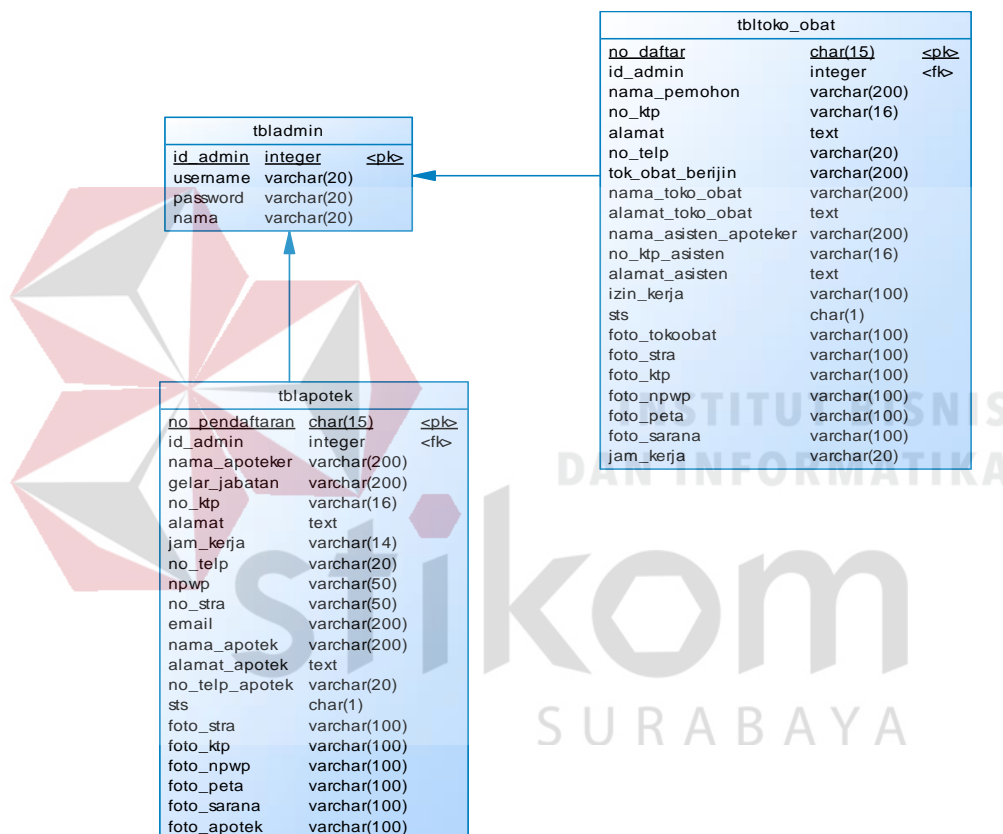 tbltoko_obat
no_daftar char(15) <pk>
id_admin integer <fk>
nama_pemohon varchar(200)
no_ktp varchar(16)
alamat text
no_telp varchar(20)
tok_obat_berijin varchar(200)
nama_toko_obat varchar(200)
alamat_toko_obat text
nama_asisten_apoteker varchar(200)
no_ktp_asisten varchar(16)
alamat_asisten text
izin_kerja varchar(100)
sts char(1)
foto_tokoobat varchar(100)
foto_stra varchar(100)
foto_ktp varchar(100)
foto_npwp varchar(100)
foto_peta varchar(100)
foto_sarana varchar(100)
jam_kerja varchar(20)
tbladmin
id_admin integer <pk>
username varchar(20)
password varchar(20)
nama varchar(20)
tblapotek
no_pendaftaran char(15) <pk>
id_admin integer <fk>
nama_apoteker varchar(200)
gelar_jabatan varchar(200)
no_ktp varchar(16)
alamat text
jam_kerja varchar(14)
no_telp varchar(20)
npwp varchar(50)
no_stra varchar(50)
email varchar(200)
nama_apotek varchar(200)
alamat_apotek text
no_telp_apotek varchar(20)
sts char(1)
foto_stra varchar(100)
foto_ktp varchar(100)
foto_npwp varchar(100)
foto_peta varchar(100)
foto_sarana varchar(100)
foto_apotek varchar(100)
INSTITUT BISNIS
DAN INFORMATIKA
stikom
SURABAYA